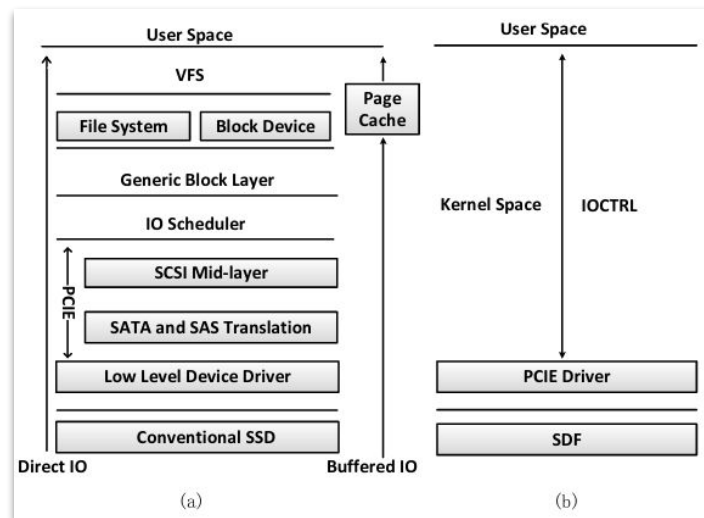 User Space
VFS
File System
Block Device
Page
Cache
Generic Block Layer
IO Scheduler
PCIE
SCSI Mid-layer
SATA and SAS Translation
Low Level Device Driver
Conventional SSD
Direct IO
Buffered IO
(a)
User Space
Kernel Space
IOCTRL
PCIE Driver
SDF
(b)